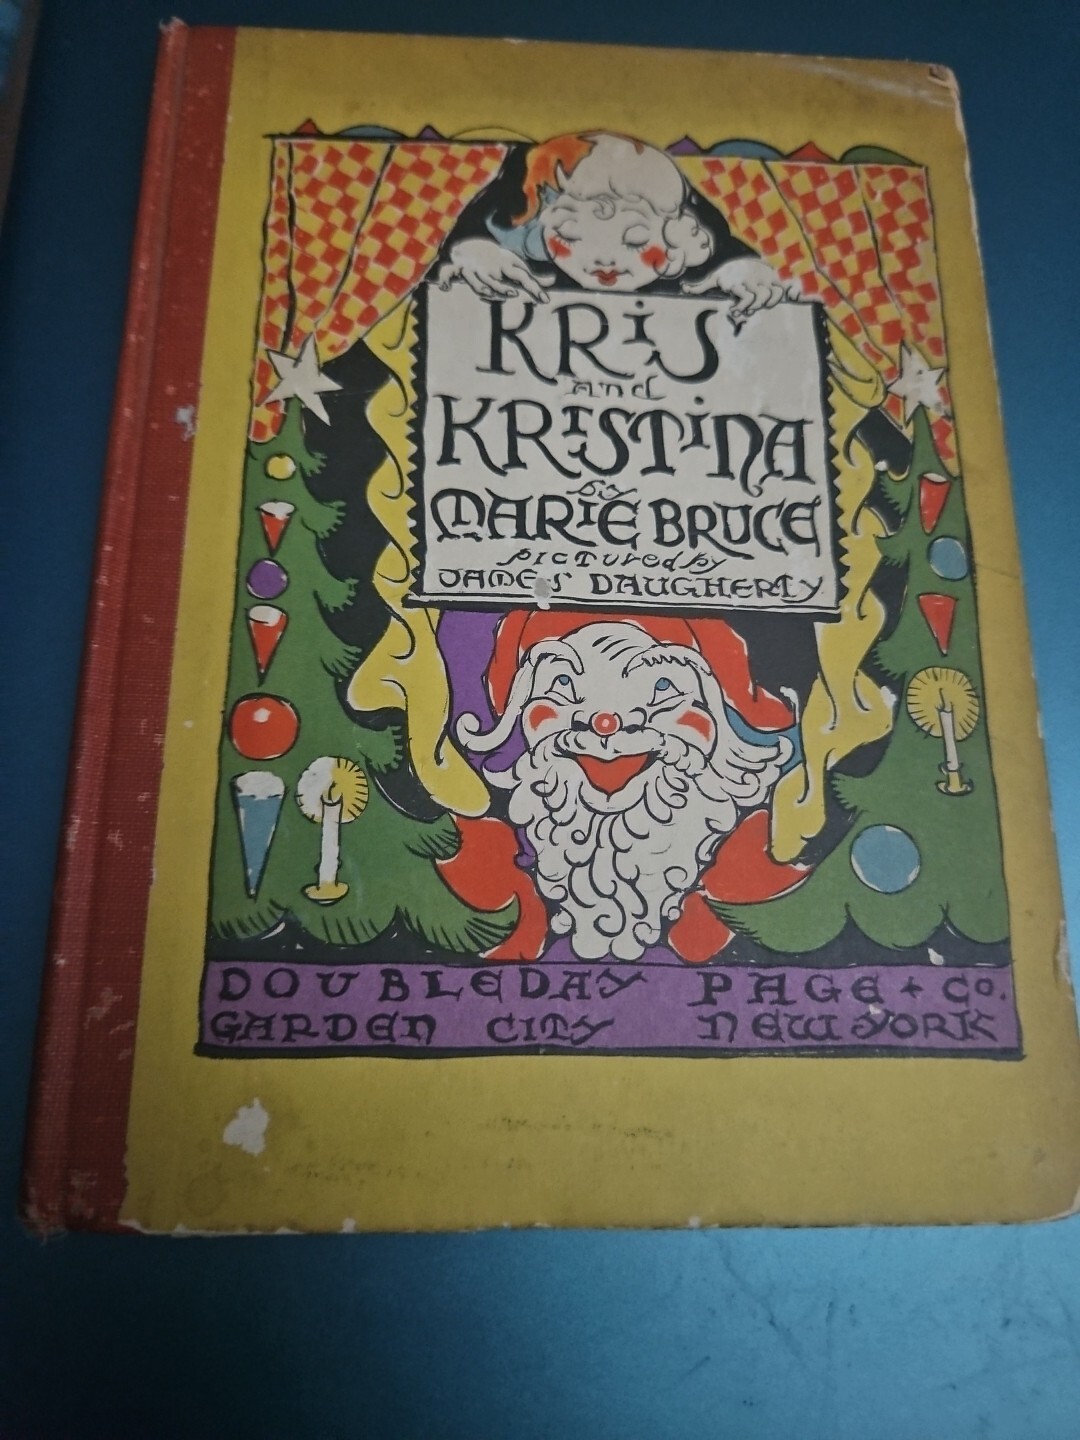 KRiS
and
KRiSTiNA
by
MARiE BRUCE
pictured by
JAMES DAUGHERTY
DOUBLEDAY PAGE + CO.
GARDEN CITY NEW YORK